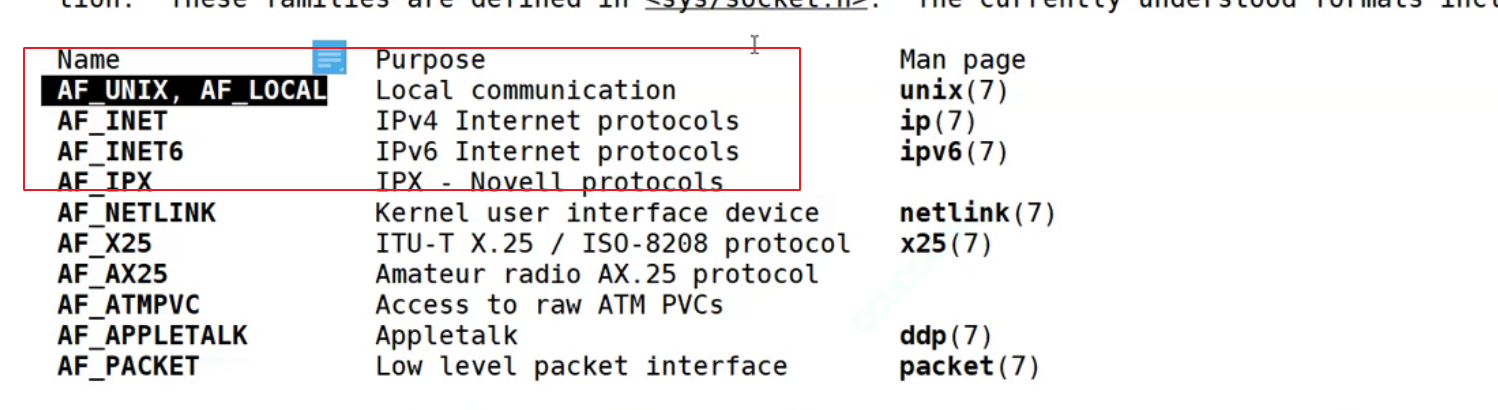 tion. These families are defined in <sys/socket.h>. The currently understood formats incl
Name Purpose Man page
AF_UNIX, AF_LOCAL Local communication unix(7)
AF_INET IPv4 Internet protocols ip(7)
AF_INET6 IPv6 Internet protocols ipv6(7)
AF_IPX IPX - Novell protocols
AF_NETLINK Kernel user interface device netlink(7)
AF_X25 ITU-T X.25 / ISO-8208 protocol x25(7)
AF_AX25 Amateur radio AX.25 protocol
AF_ATMPVC Access to raw ATM PVCs
AF_APPLETALK Appletalk ddp(7)
AF_PACKET Low level packet interface packet(7)